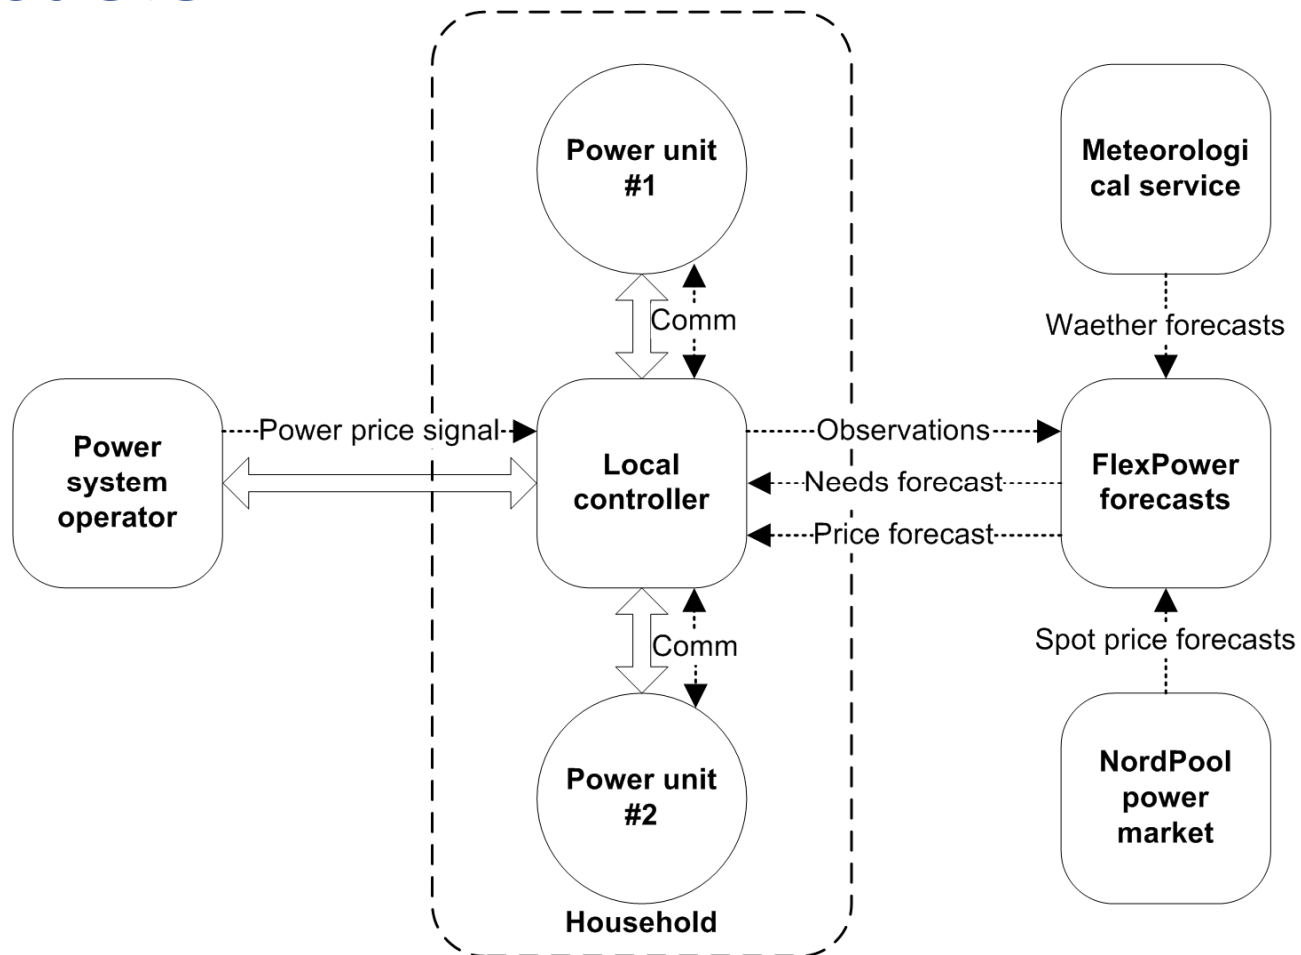 Power unit
#1
Meteorologi
cal service
Comm
Waether forecasts
Power price signal
Observations
Power
system
operator
Local
controller
Needs forecast
FlexPower
forecasts
Price forecast
Comm
Spot price forecasts
Power unit
#2
NordPool
power
market
Household